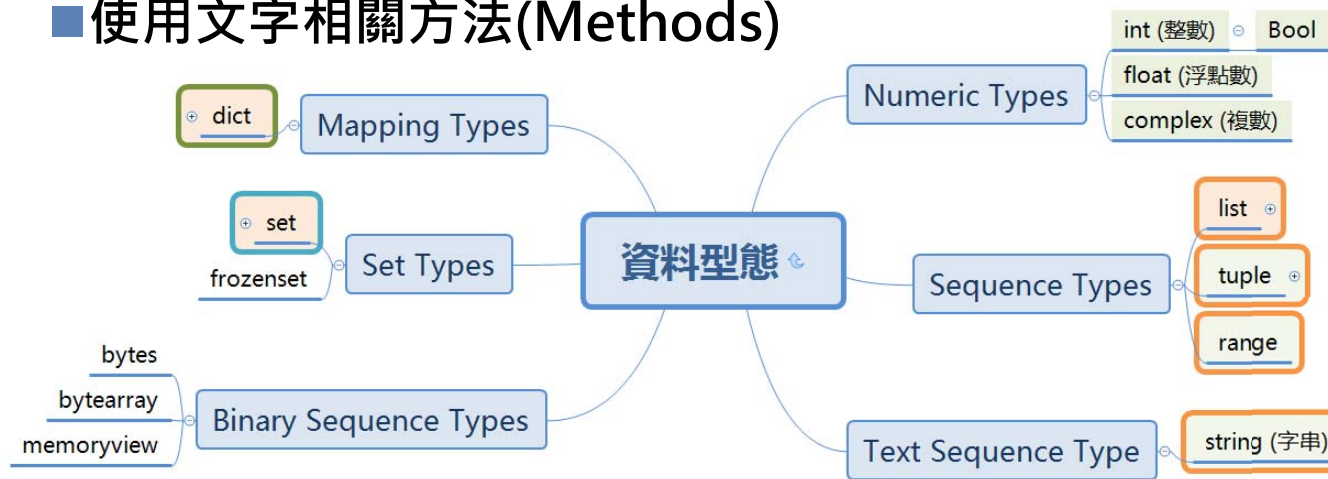 使用文字相關方法(Methods)
資料型態
Numeric Types
int (整數)
Bool
float (浮點數)
complex (複數)
Sequence Types
list
tuple
range
Text Sequence Type
string (字串)
Mapping Types
dict
Set Types
set
frozenset
Binary Sequence Types
bytes
bytearray
memoryview